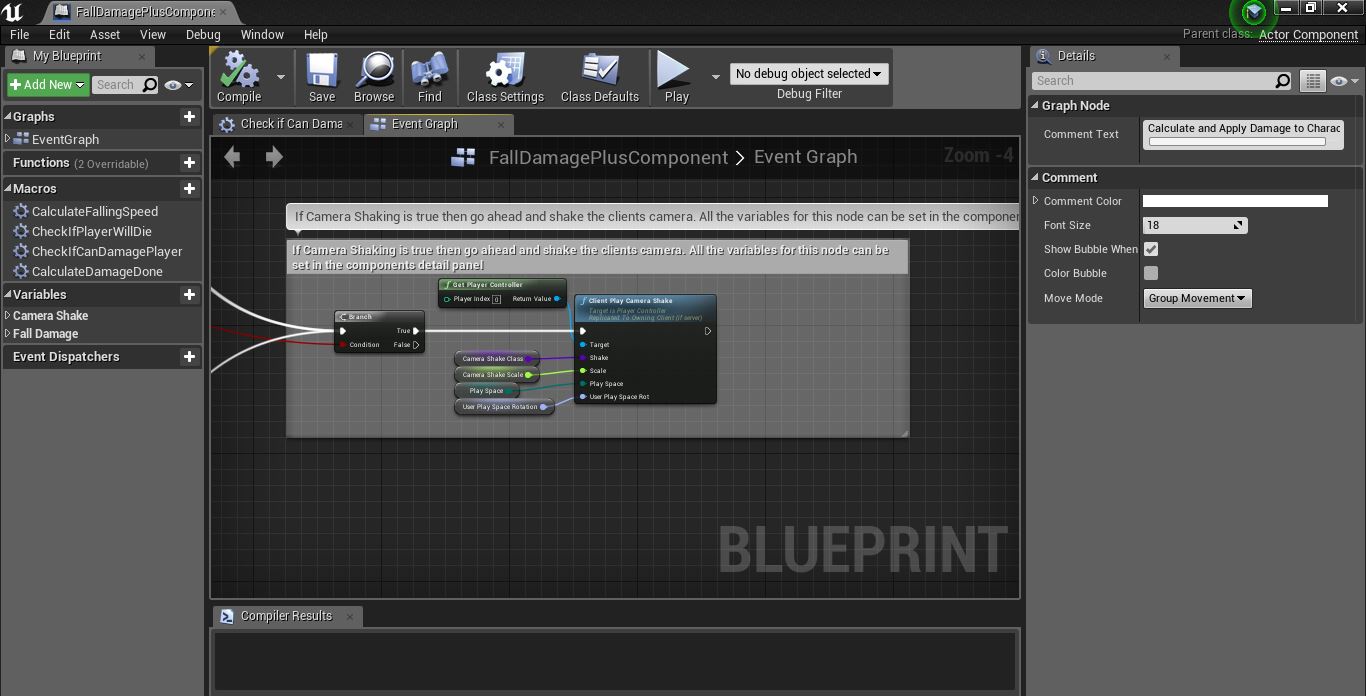 FallDamagePlusCompone
File Edit Asset View Debug Window Help
Parent class: Actor Component
My Blueprint
Add New
Search
Graphs
EventGraph
Functions (2 Overridable)
Macros
CalculateFallingSpeed
CheckIfPlayerWillDie
CheckIfCanDamagePlayer
CalculateDamageDone
Variables
Camera Shake
Fall Damage
Event Dispatchers
Compile
Save
Browse
Find
Class Settings
Class Defaults
Play
No debug object selected
Debug Filter
Check if Can Dama
Event Graph
FallDamagePlusComponent > Event Graph
Zoom -4
If Camera Shaking is true then go ahead and shake the clients camera. All the variables for this node can be set in the componen
If Camera Shaking is true then go ahead and shake the clients camera. All the variables for this node can be
set in the components detail panel
Get Player Controller
Player Index 0 Return Value
Branch
True
Condition False
Client Play Camera Shake
Target is Player Controller
Replicated To Owning Client (if server)
Target
Shake
Scale
Play Space
User Play Space Rot
Camera Shake Class
Camera Shake Scale
Play Space
User Play Space Rotation
BLUEPRINT
Compiler Results
Details
Search
Graph Node
Comment Text
Calculate and Apply Damage to Charac
Comment
Comment Color
Font Size 18
Show Bubble When
Color Bubble
Move Mode Group Movement